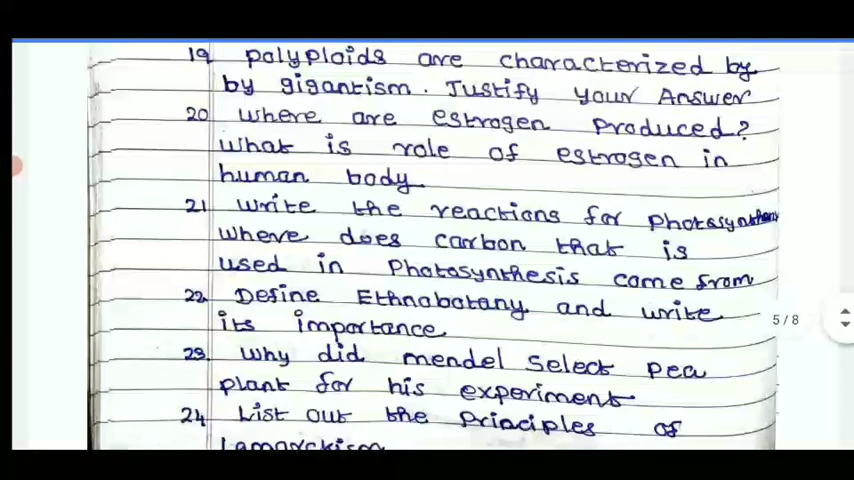 19 polyploids are characterized by
by gigantism. Justify your Answer
20 where are estrogen produced?
what is role of estrogen in
human body
21 write the reactions for photosynthesis
where does carbon that is
used in Photosynthesis come from
22. Define Ethnobotany and write
its importance
23. why did mendel select pea
plant for his experiment
24 List out the Principles of
Lamarckism
5/8